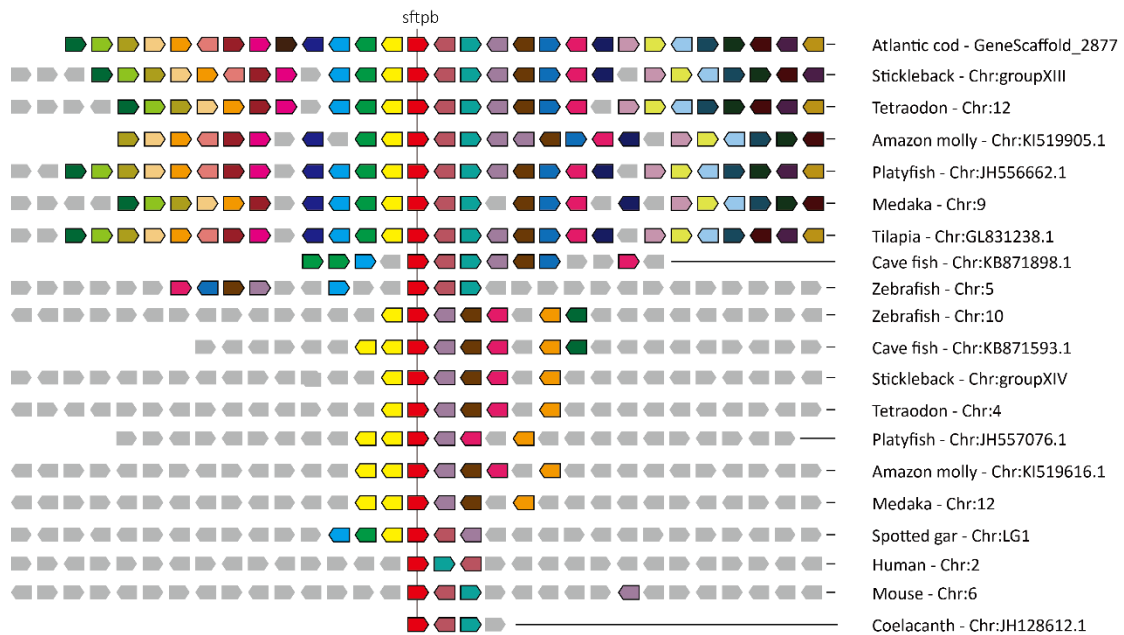 sftpb
Atlantic cod - GeneScaffold_2877
Stickleback - Chr:groupXIII
Tetraodon - Chr:12
Amazon molly - Chr:KI519905.1
Platyfish - Chr:JH556662.1
Medaka - Chr:9
Tilapia - Chr:GL831238.1
Cave fish - Chr:KB871898.1
Zebrafish - Chr:5
Zebrafish - Chr:10
Cave fish - Chr:KB871593.1
Stickleback - Chr:groupXIV
Tetraodon - Chr:4
Platyfish - Chr:JH557076.1
Amazon molly - Chr:KI519616.1
Medaka - Chr:12
Spotted gar - Chr:LG1
Human - Chr:2
Mouse - Chr:6
Coelacanth - Chr:JH128612.1